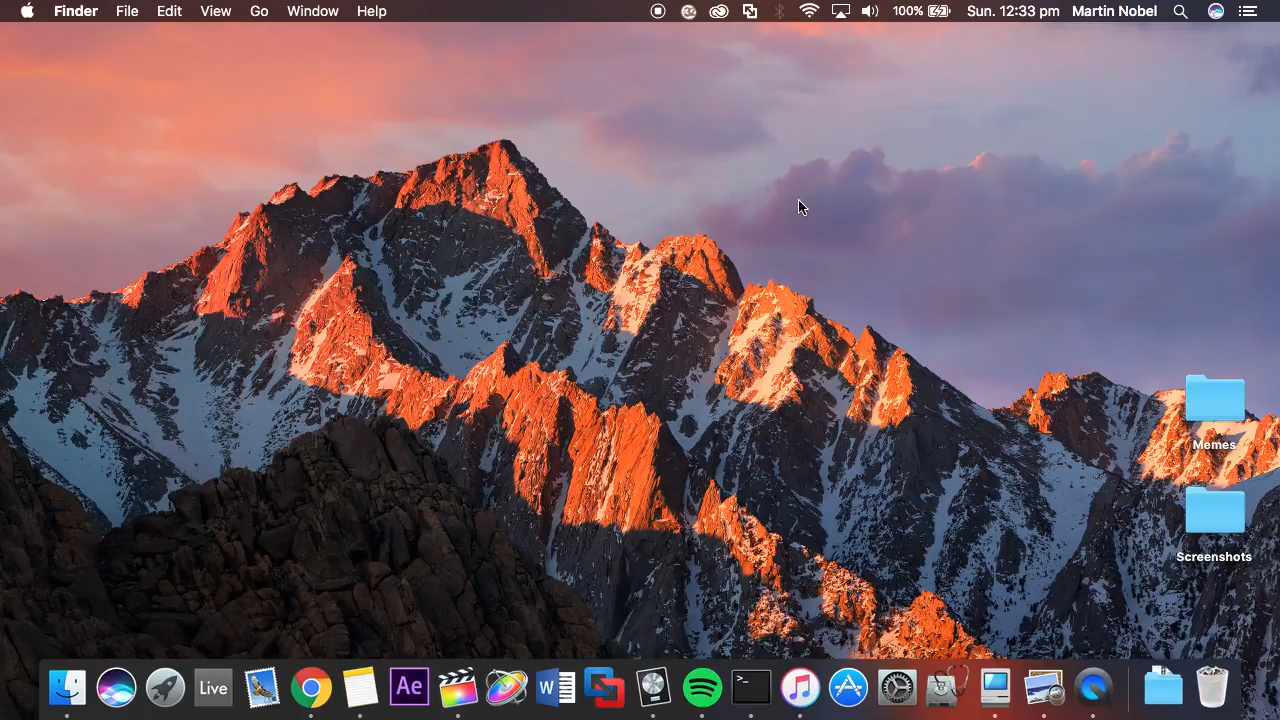 Finder File Edit View Go Window Help 100% Sun. 12:33 pm Martin Nobel
Memes
Screenshots
Live Ae W >_